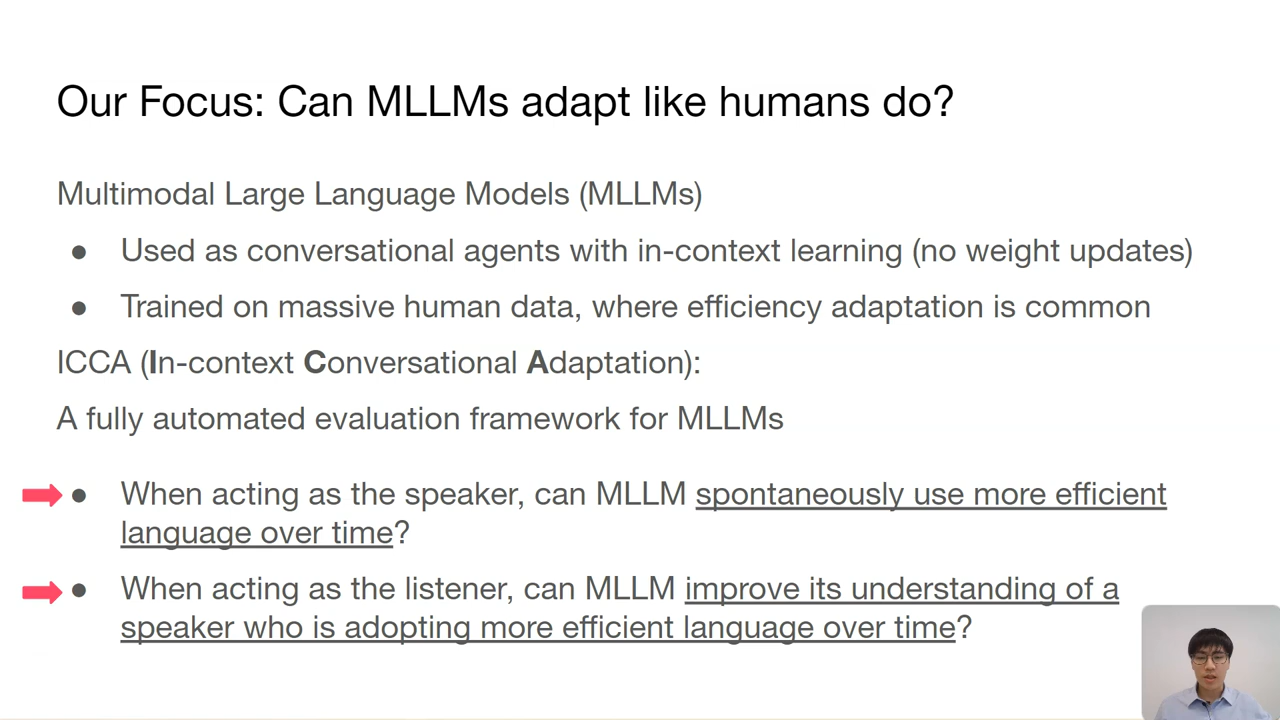 Our Focus: Can MLLMs adapt like humans do?
Multimodal Large Language Models (MLLMs)
● Used as conversational agents with in-context learning (no weight updates)
● Trained on massive human data, where efficiency adaptation is common
ICCA (In-context Conversational Adaptation):
A fully automated evaluation framework for MLLMs
● When acting as the speaker, can MLLM spontaneously use more efficient
language over time?
● When acting as the listener, can MLLM improve its understanding of a
speaker who is adopting more efficient language over time?